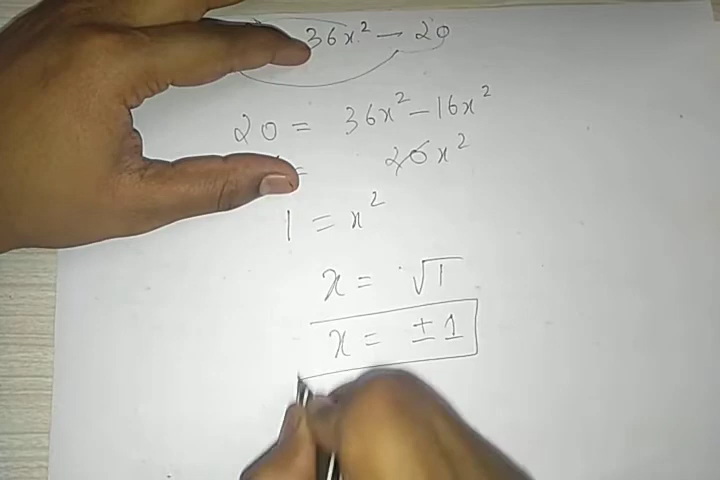 36x² - 20
20 = 36x² - 16x²
= 20x²
1 = x²
x = √1
x = ±1